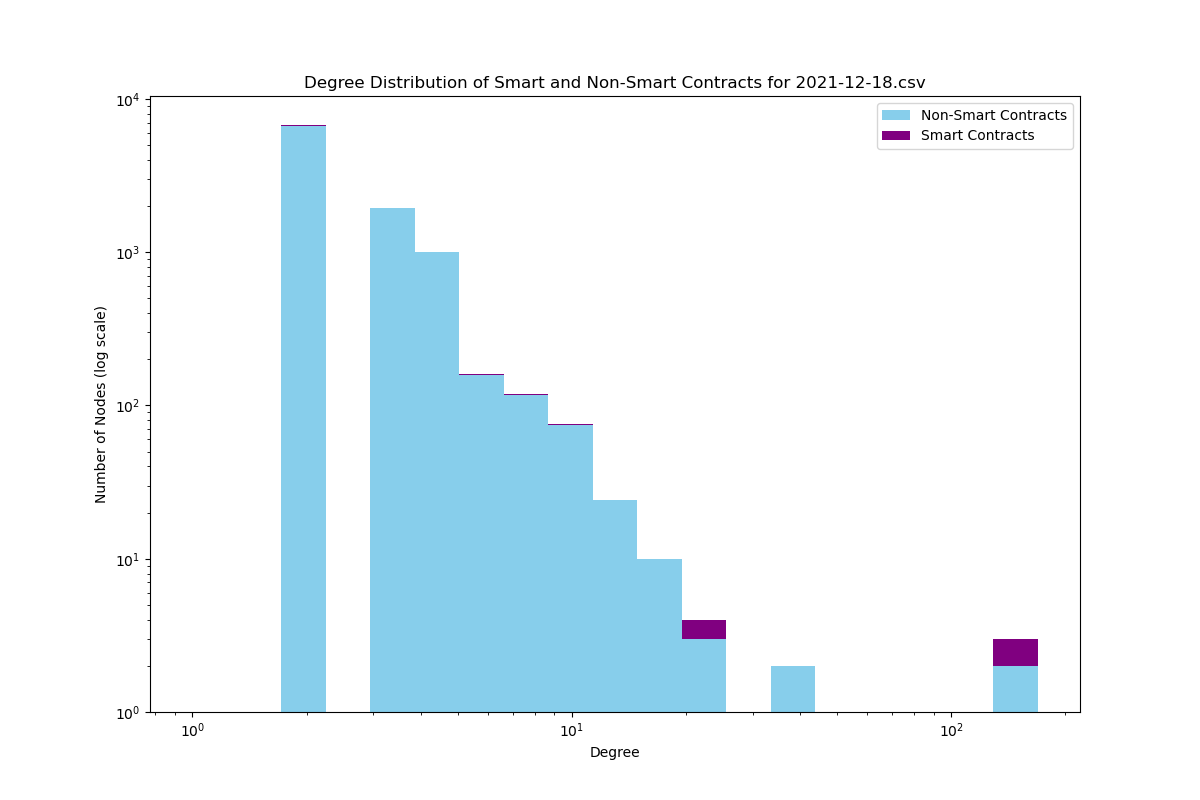 Degree Distribution of Smart and Non-Smart Contracts for 2021-12-18.csv
Non-Smart Contracts
Smart Contracts
Number of Nodes (log scale)
10⁴
10³
10²
10¹
10⁰
10⁰ 10¹ 10²
Degree